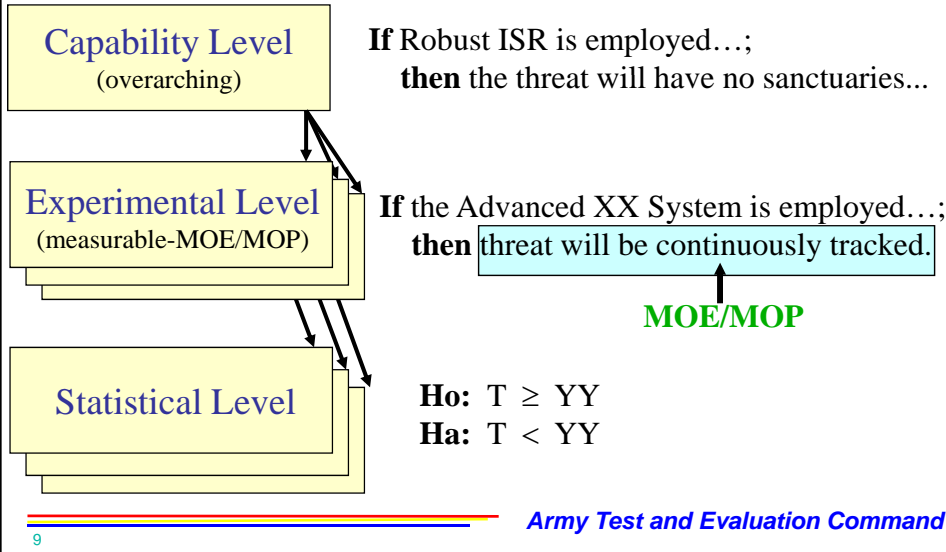 Capability Level
(overarching)
If Robust ISR is employed…;
then the threat will have no sanctuaries...
Experimental Level
(measurable-MOE/MOP)
If the Advanced XX System is employed…;
then threat will be continuously tracked.
MOE/MOP
Statistical Level
Ho: T ≥ YY
Ha: T < YY
Army Test and Evaluation Command
9